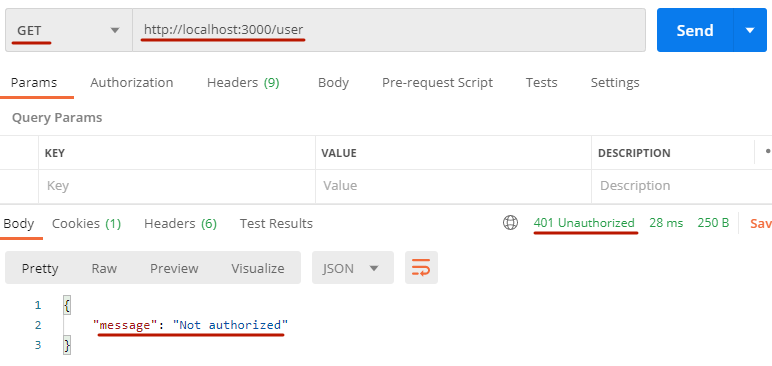 GET http://localhost:3000/user Send
Params Authorization Headers (9) Body Pre-request Script Tests Settings
Query Params
KEY VALUE DESCRIPTION
Key Value Description
Body Cookies (1) Headers (6) Test Results 401 Unauthorized 28 ms 250 B Sav
Pretty Raw Preview Visualize JSON
1 {
2 "message": "Not authorized"
3 }